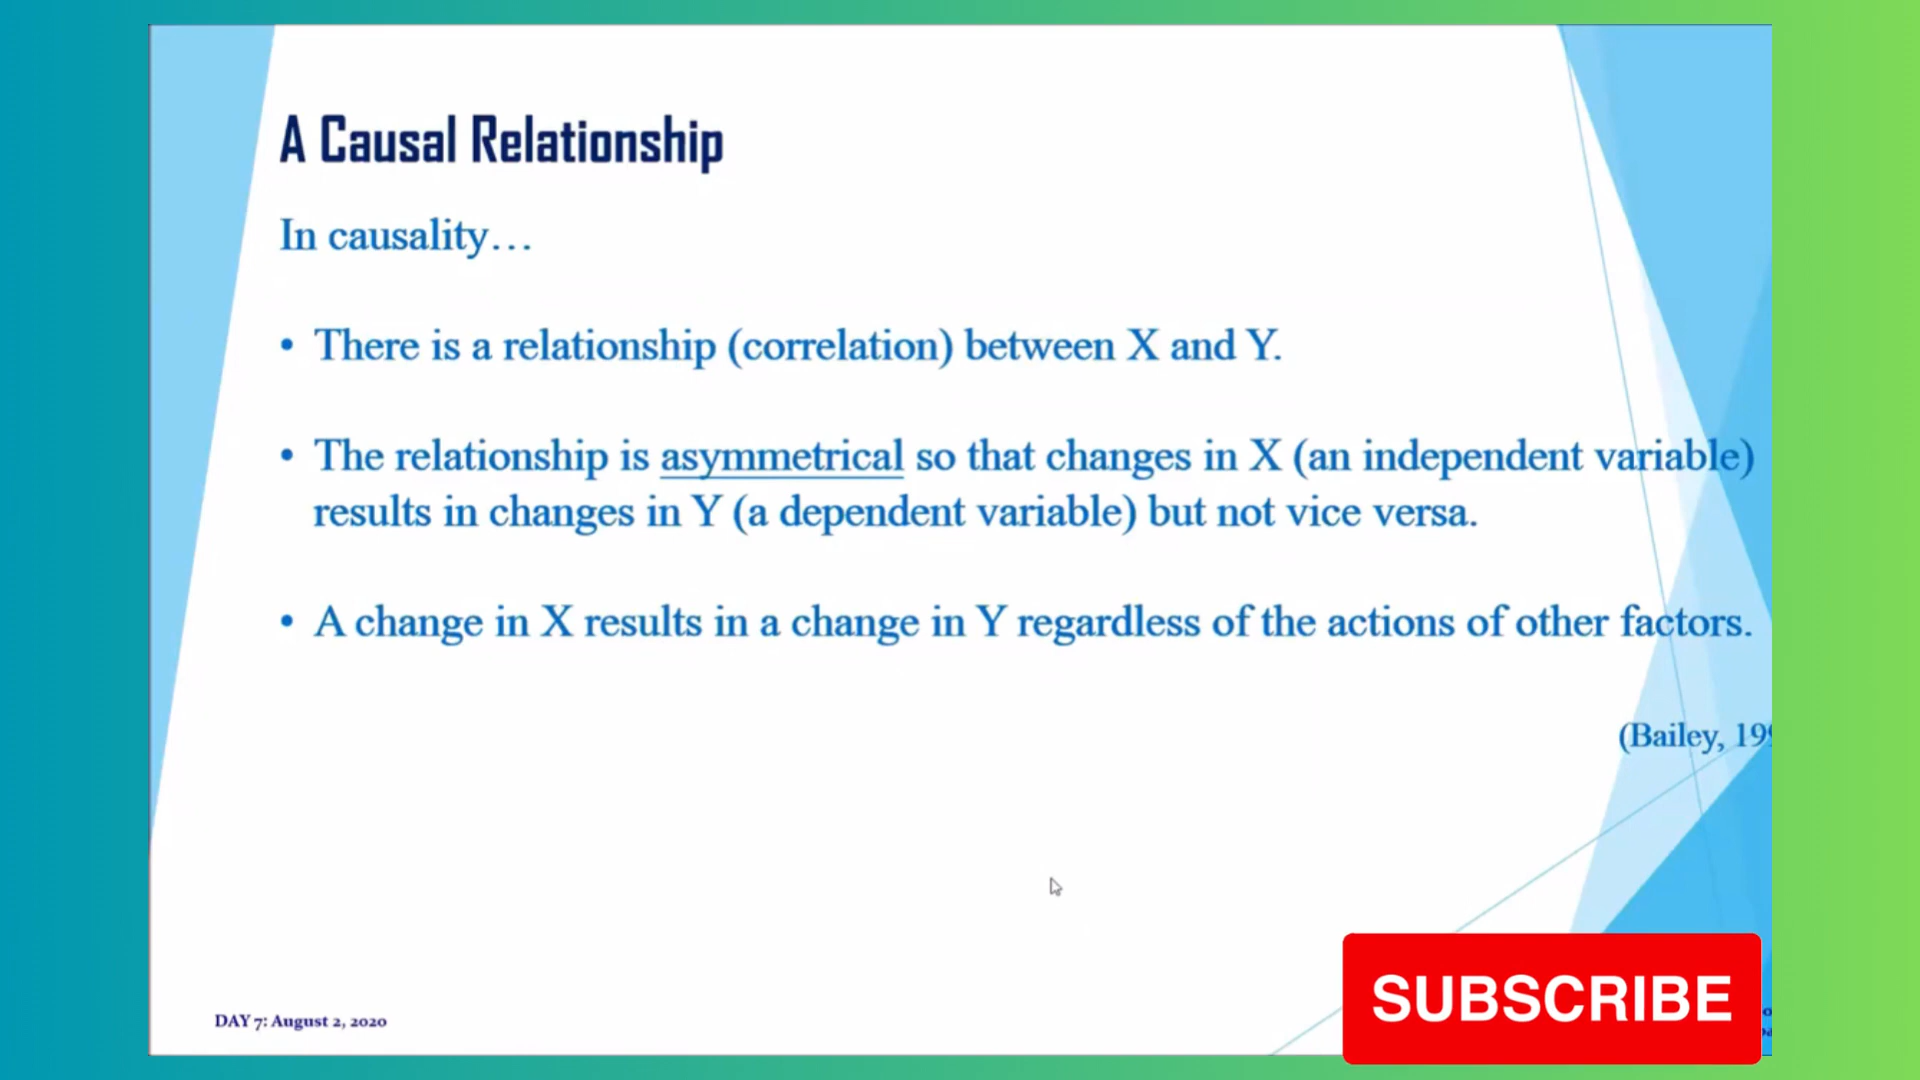 A Causal Relationship
In causality…
• There is a relationship (correlation) between X and Y.
• The relationship is asymmetrical so that changes in X (an independent variable)
results in changes in Y (a dependent variable) but not vice versa.
• A change in X results in a change in Y regardless of the actions of other factors.
(Bailey,
DAY 7: August 2, 2020
SUBSCRIBE